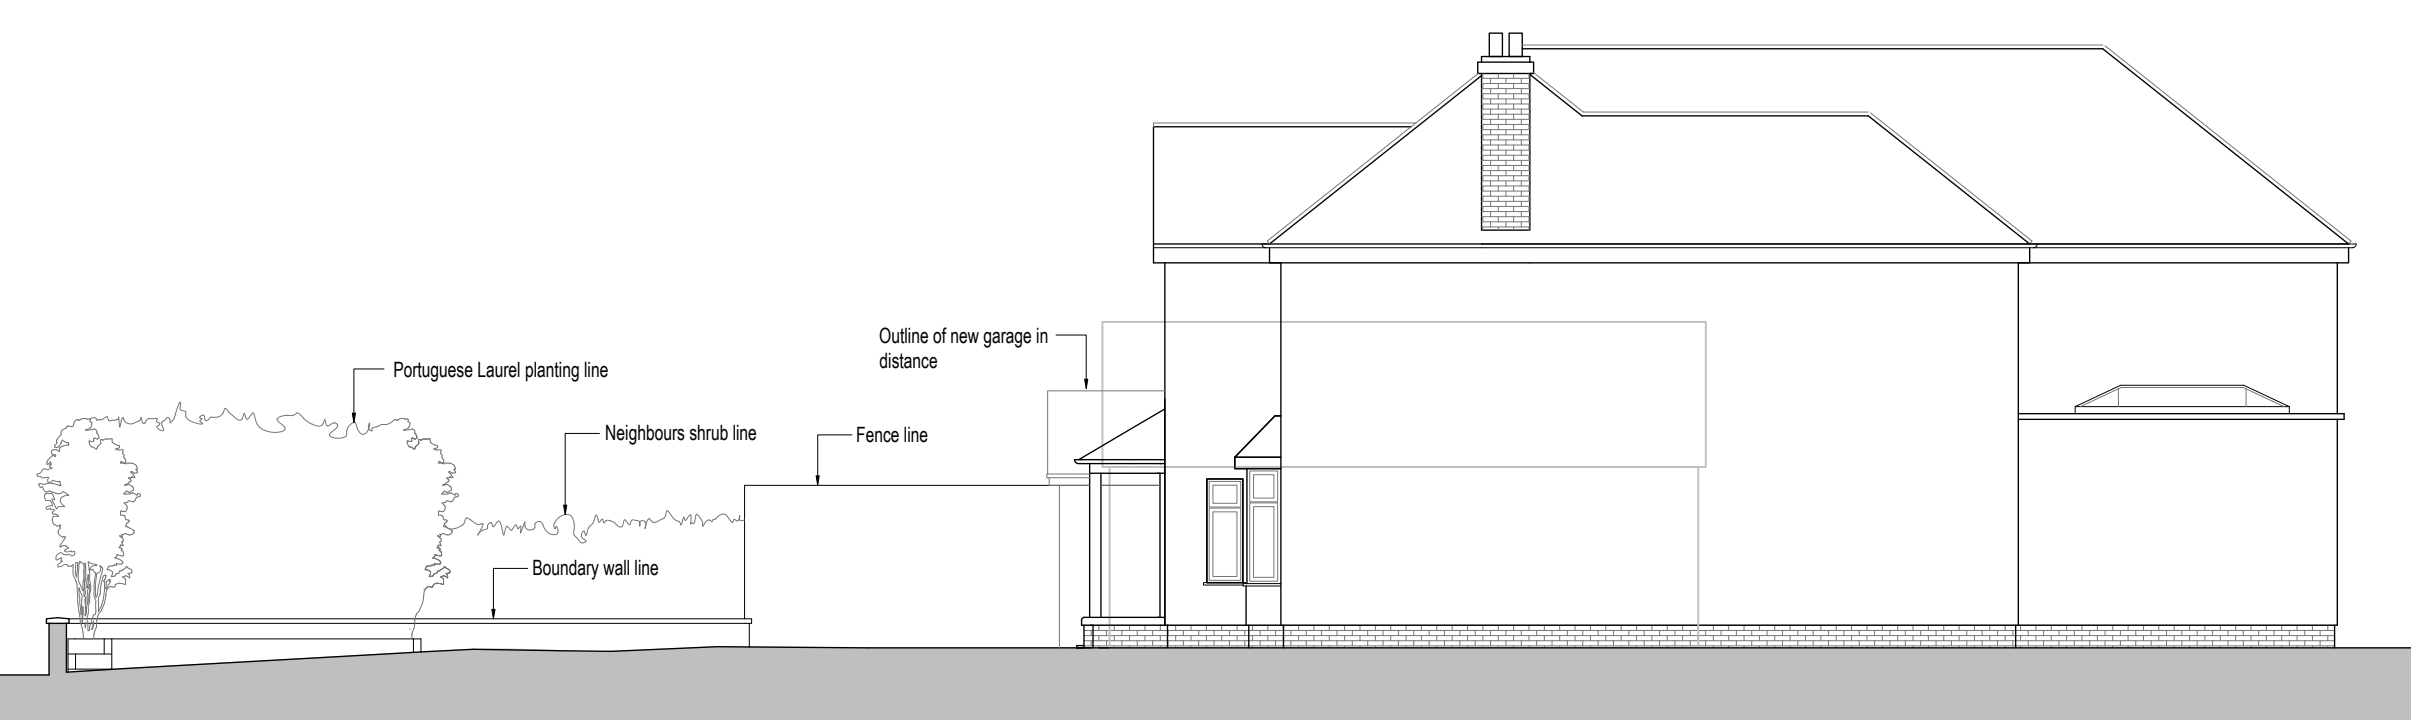 Outline of new garage in
distance
Portuguese Laurel planting line
Neighbours shrub line
Fence line
Boundary wall line